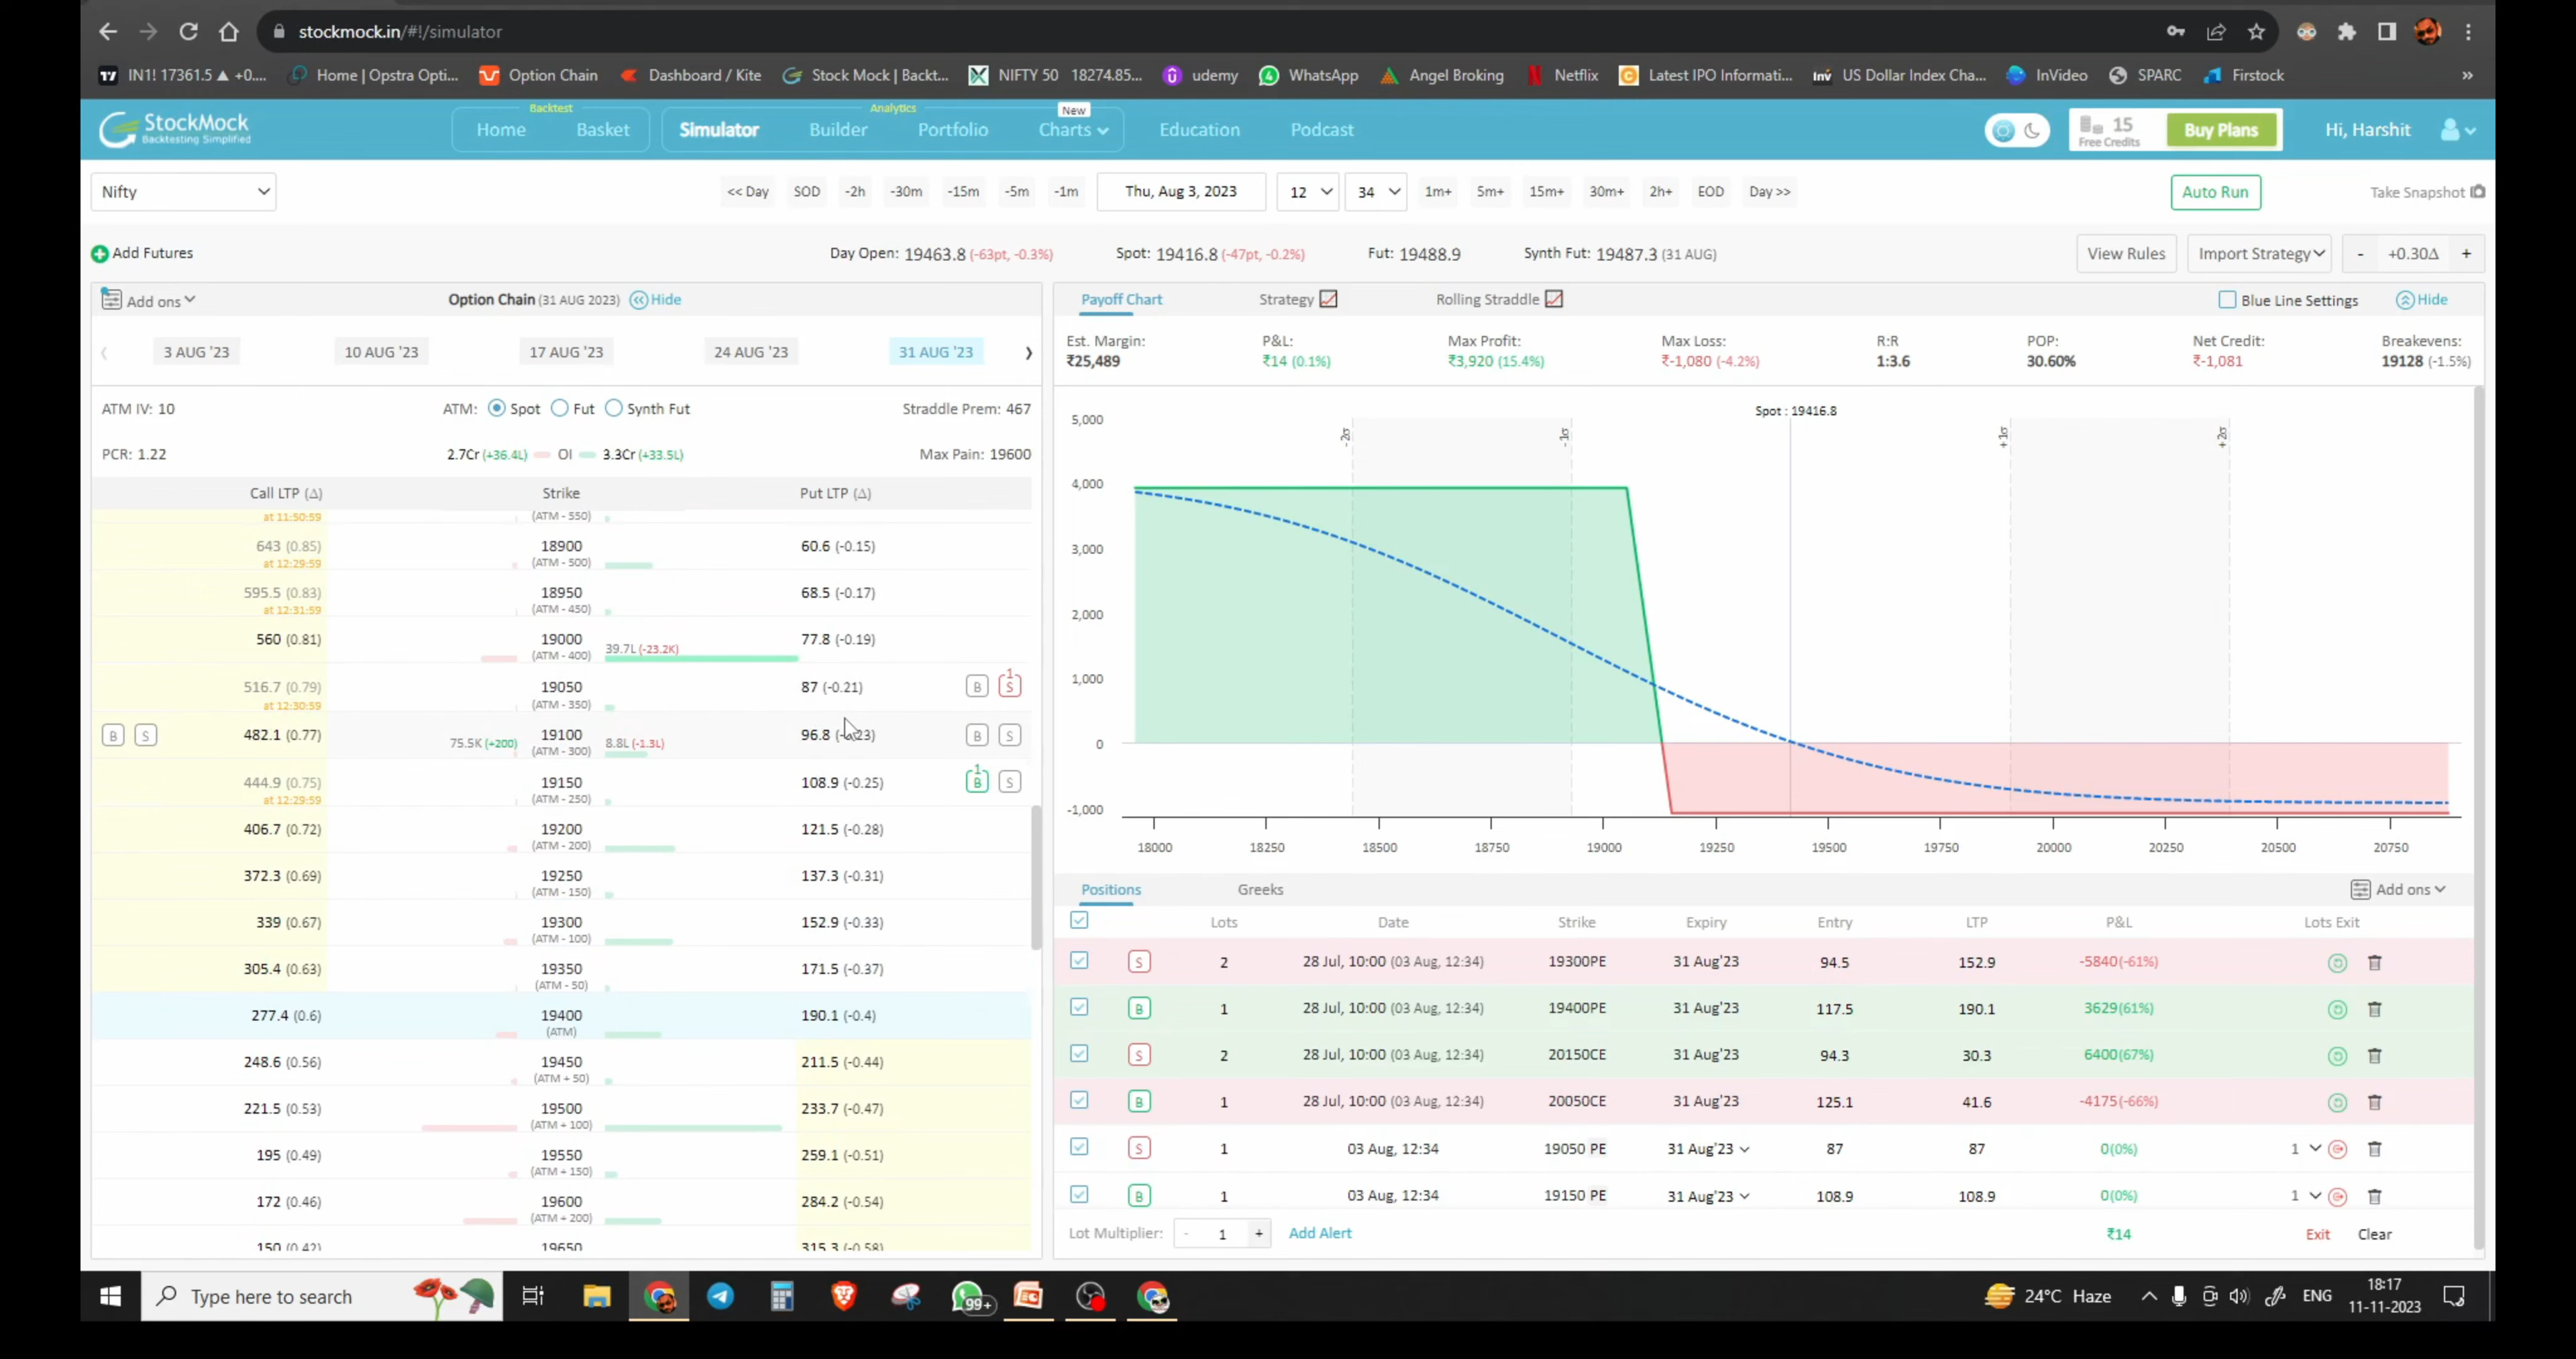 stockmock.in/#!/simulator
IN1! 17361.5 ▲ +0.... Home | Opstra Opti... Option Chain Dashboard / Kite Stock Mock | Backt... NIFTY 50 18274.85... udemy WhatsApp Angel Broking Netflix Latest IPO Informati... US Dollar Index Cha... InVideo SPARC Firstock »
Backtest Analytics New
StockMock Home Basket Simulator Builder Portfolio Charts Education Podcast 15 Buy Plans Hi, Harshit
Backtesting Simplified Free Credits
Nifty << Day SOD -2h -30m -15m -5m -1m Thu, Aug 3, 2023 12 34 1m+ 5m+ 15m+ 30m+ 2h+ EOD Day >> Auto Run Take Snapshot
Add Futures Day Open: 19463.8 (-63pt, -0.3%) Spot: 19416.8 (-47pt, -0.2%) Fut: 19488.9 Synth Fut: 19487.3 (31 AUG) View Rules Import Strategy - +0.30Δ +
Add ons Option Chain (31 AUG 2023) Hide
3 AUG '23 10 AUG '23 17 AUG '23 24 AUG '23 31 AUG '23
ATM IV: 10 ATM: Spot Fut Synth Fut Straddle Prem: 467
PCR: 1.22 2.7Cr (+36.4L) OI 3.3Cr (+33.5L) Max Pain: 19600
Call LTP (Δ) Strike Put LTP (Δ)
at 11:50:59 (ATM - 550)
643 (0.85) 18900 60.6 (-0.15)
at 12:29:59 (ATM - 500)
595.5 (0.83) 18950 68.5 (-0.17)
at 12:31:59 (ATM - 450)
560 (0.81) 19000 77.8 (-0.19)
(ATM - 400) 39.7L (-23.2K)
516.7 (0.79) 19050 87 (-0.21) B 1 S
at 12:30:59 (ATM - 350)
B S 482.1 (0.77) 19100 96.8 (-0.23) B S
75.5K (+200) (ATM - 300) 8.8L (-1.3L)
444.9 (0.75) 19150 108.9 (-0.25) 1 B S
at 12:29:59 (ATM - 250)
406.7 (0.72) 19200 121.5 (-0.28)
(ATM - 200)
372.3 (0.69) 19250 137.3 (-0.31)
(ATM - 150)
339 (0.67) 19300 152.9 (-0.33)
(ATM - 100)
305.4 (0.63) 19350 171.5 (-0.37)
(ATM - 50)
277.4 (0.6) 19400 190.1 (-0.4)
(ATM)
248.6 (0.56) 19450 211.5 (-0.44)
(ATM + 50)
221.5 (0.53) 19500 233.7 (-0.47)
(ATM + 100)
195 (0.49) 19550 259.1 (-0.51)
(ATM + 150)
172 (0.46) 19600 284.2 (-0.54)
(ATM + 200)
150 (0.42) 19650 315.3 (-0.58)
Payoff Chart Strategy Rolling Straddle Blue Line Settings Hide
Est. Margin: P&L: Max Profit: Max Loss: R:R POP: Net Credit: Breakevens:
₹25,489 ₹14 (0.1%) ₹3,920 (15.4%) ₹-1,080 (-4.2%) 1:3.6 30.60% ₹-1,081 19128 (-1.5%)
Spot : 19416.8
5,000
-2σ -1σ +1σ +2σ
4,000
3,000
2,000
1,000
0
-1,000
18000 18250 18500 18750 19000 19250 19500 19750 20000 20250 20500 20750
Positions Greeks Add ons
Lots Date Strike Expiry Entry LTP P&L Lots Exit
S 2 28 Jul, 10:00 (03 Aug, 12:34) 19300PE 31 Aug'23 94.5 152.9 -5840(-61%)
B 1 28 Jul, 10:00 (03 Aug, 12:34) 19400PE 31 Aug'23 117.5 190.1 3629(61%)
S 2 28 Jul, 10:00 (03 Aug, 12:34) 20150CE 31 Aug'23 94.3 30.3 6400(67%)
B 1 28 Jul, 10:00 (03 Aug, 12:34) 20050CE 31 Aug'23 125.1 41.6 -4175(-66%)
S 1 03 Aug, 12:34 19050 PE 31 Aug'23 87 87 0(0%) 1
B 1 03 Aug, 12:34 19150 PE 31 Aug'23 108.9 108.9 0(0%) 1
Lot Multiplier: - 1 + Add Alert ₹14 Exit Clear
Type here to search 99+ 24°C Haze ENG 18:17
11-11-2023